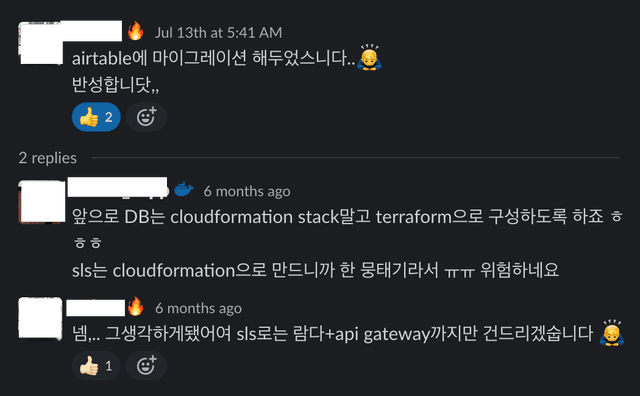 Jul 13th at 5:41 AM
airtable에 마이그레이션 해두었스니다..
반성합니닷,,
2
2 replies
6 months ago
앞으로 DB는 cloudformation stack말고 terraform으로 구성하도록 하죠 ㅎ
ㅎㅎ
sls는 cloudformation으로 만드니까 한 뭉태기라서 ㅠㅠ 위험하네요
6 months ago
넴,.. 그생각하게됐어여 sls로는 람다+api gateway까지만 건드리겠숩니다
1